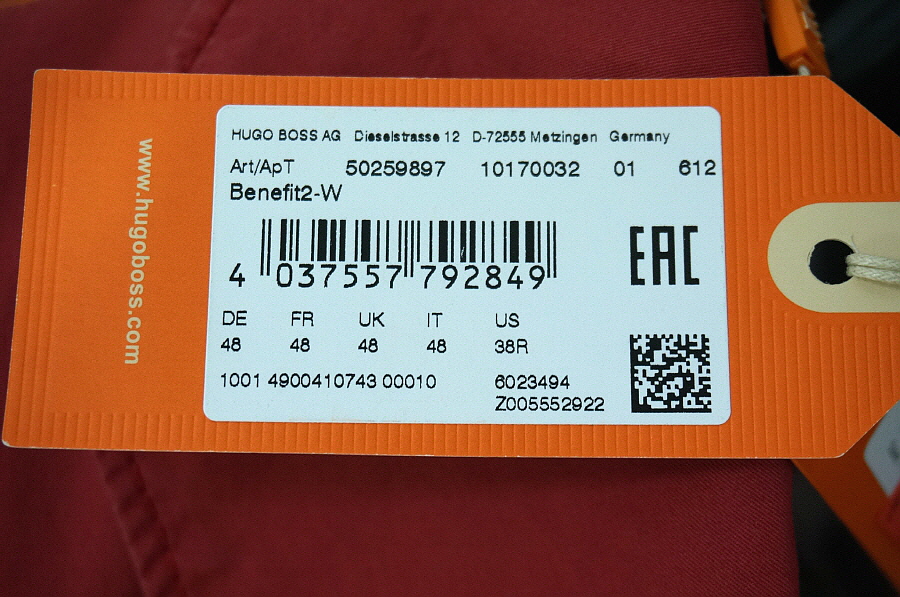 www.hugoboss.com
HUGO BOSS AG Dieselstrasse 12 D-72555 Metzingen Germany
Art/ApT 50259897 10170032 01 612
Benefit2-W
4 037557 792849
EAC
DE FR UK IT US
48 48 48 48 38R
1001 4900410743 00010 6023494
Z005552922